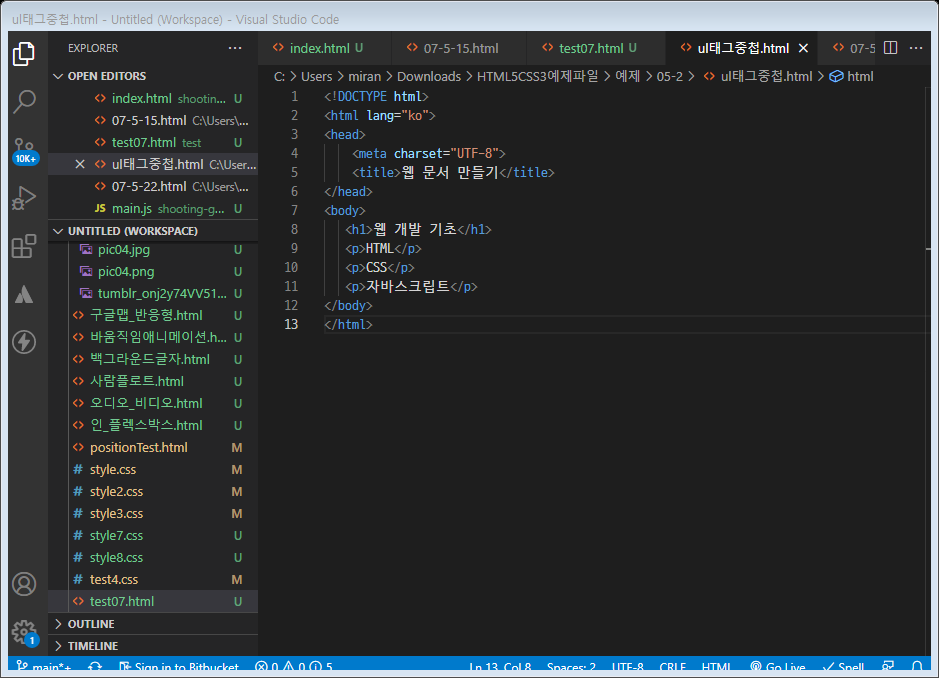 ul태그중첩.html - Untitled (Workspace) - Visual Studio Code
EXPLORER
OPEN EDITORS
index.html shootin... U
07-5-15.html C:\Users\...
test07.html test U
ul태그중첩.html C:\User...
07-5-22.html C:\Users\...
JS main.js shooting-g... U
UNTITLED (WORKSPACE)
pic04.jpg U
pic04.png U
tumblr_onj2y74VV51... U
구글맵_반응형.html U
바움직임애니메이션.h... U
백그라운드글자.html U
사람플로트.html U
오디오_비디오.html U
인_플렉스박스.html U
positionTest.html M
# style.css M
# style2.css M
# style3.css M
# style7.css U
# style8.css U
# test4.css M
test07.html U
OUTLINE
TIMELINE
10K+
1
index.html U
07-5-15.html
test07.html U
ul태그중첩.html
07-5
C: > Users > miran > Downloads > HTML5CSS3예제파일 > 예제 > 05-2 > ul태그중첩.html > html
1 <!DOCTYPE html>
2 <html lang="ko">
3 <head>
4 <meta charset="UTF-8">
5 <title>웹 문서 만들기</title>
6 </head>
7 <body>
8 <h1>웹 개발 기초</h1>
9 <p>HTML</p>
10 <p>CSS</p>
11 <p>자바스크립트</p>
12 </body>
13 </html>
main*+ Sign in to Bitbucket 0 0 5 Ln 13, Col 8 Spaces: 2 UTF-8 CRLF HTML Go Live Spell